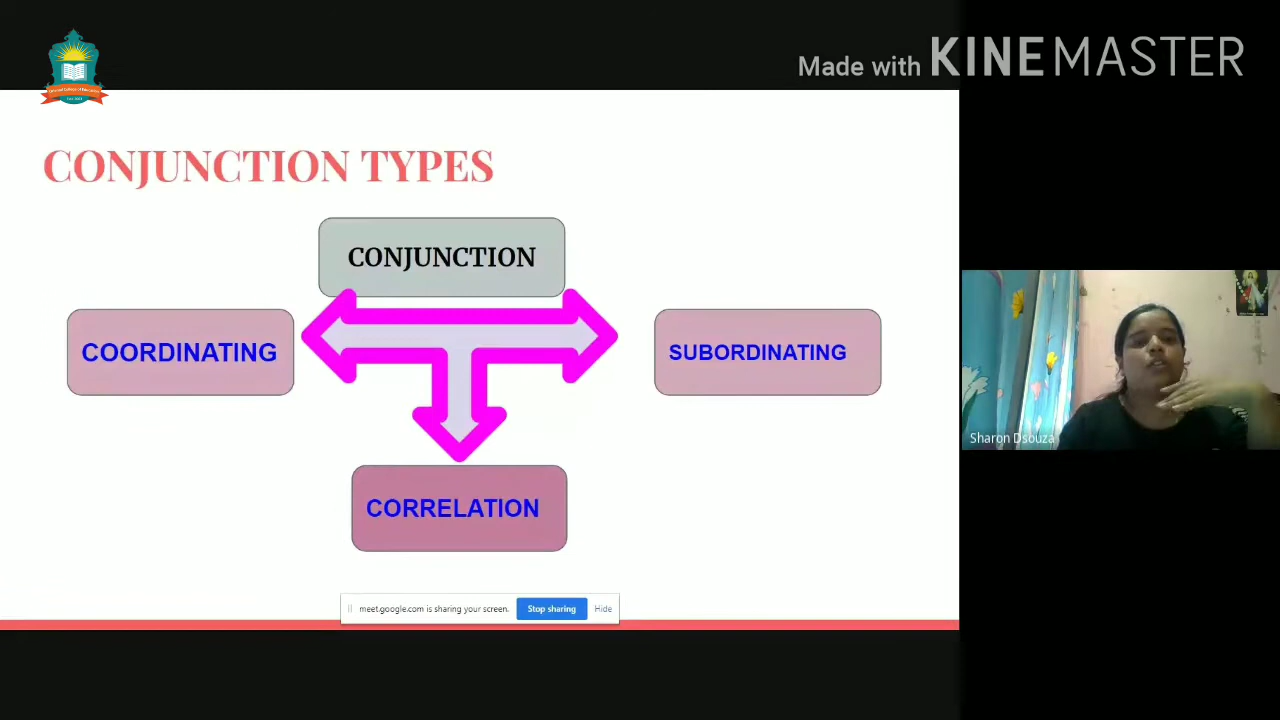 Made with KINEMASTER
CONJUNCTION TYPES
CONJUNCTION
COORDINATING
SUBORDINATING
CORRELATION
Sharon Dsouza
meet.google.com is sharing your screen.
Stop sharing
Hide